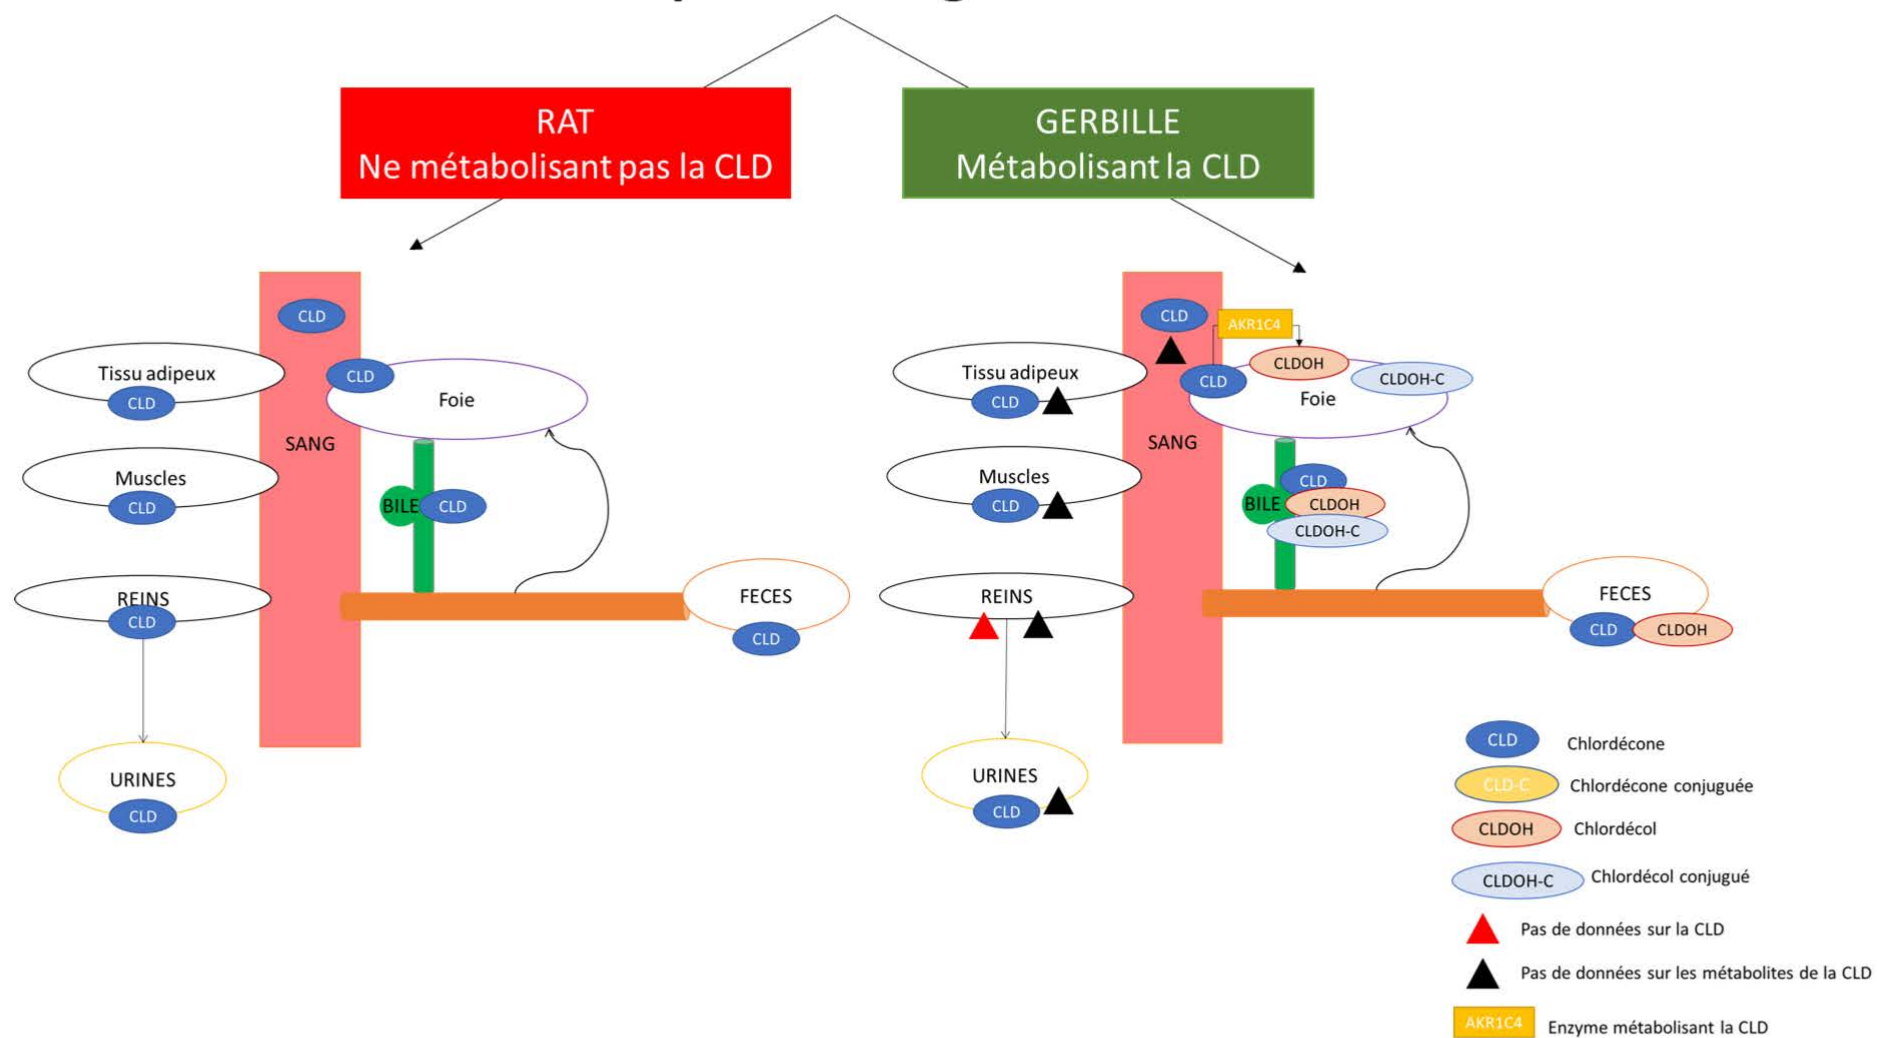 RAT
Ne métabolisant pas la CLD
GERBILLE
Métabolisant la CLD
CLD
Tissu adipeux
CLD
CLD
Foie
SANG
Muscles
CLD
BILE
CLD
REINS
CLD
FECES
CLD
URINES
CLD
CLD
AKR1C4
Tissu adipeux
CLD
CLD
CLDOH
CLDOH-C
Foie
SANG
Muscles
CLD
CLD
BILE
CLDOH
CLDOH-C
REINS
FECES
CLD
CLDOH
URINES
CLD
CLD
Chlordécone
CLD-C
Chlordécone conjuguée
CLDOH
Chlordécol
CLDOH-C
Chlordécol conjugué
Pas de données sur la CLD
Pas de données sur les métabolites de la CLD
AKR1C4
Enzyme métabolisant la CLD